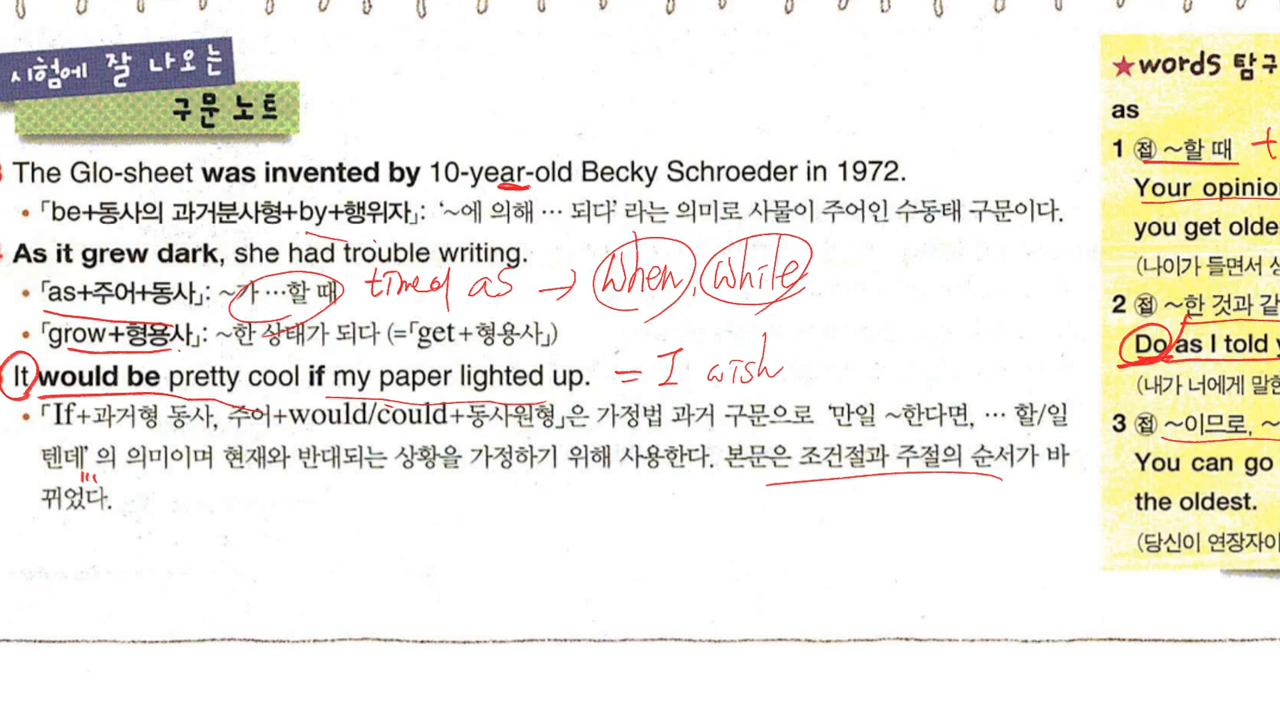 시험에 잘 나오는
구문 노트
The Glo-sheet was invented by 10-year-old Becky Schroeder in 1972.
• 「be+동사의 과거분사형+by+행위자」: '~에 의해 … 되다' 라는 의미로 사물이 주어인 수동태 구문이다.
As it grew dark, she had trouble writing.
• 「as+주어+동사」: ~가 …할 때 time의 as → when, while
• 「grow+형용사」: ~한 상태가 되다 (=「get+형용사」)
It would be pretty cool if my paper lighted up. = I wish
• 「If+과거형 동사, 주어+would/could+동사원형」은 가정법 과거 구문으로 '만일 ~한다면, … 할/일
텐데' 의 의미이며 현재와 반대되는 상황을 가정하기 위해 사용한다. 본문은 조건절과 주절의 순서가 바
뀌었다.
★words 탐구
as
1 접 ~할 때
Your opinio
you get olde
(나이가 들면서
2 접 ~한 것과 같
Do as I told
(내가 너에게 말한
3 접 ~이므로, ~
You can go
the oldest.
(당신이 연장자이